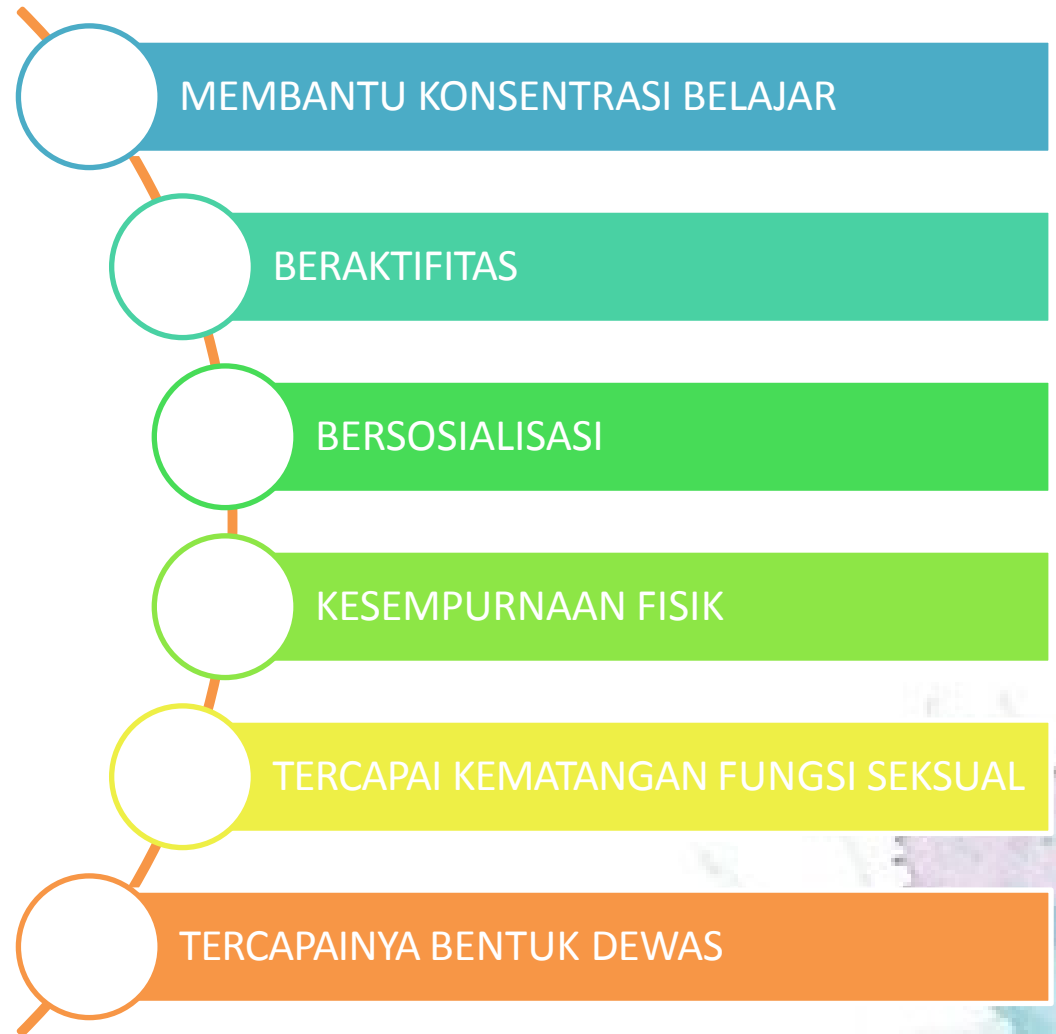 MEMBANTU KONSENTRASI BELAJAR
BERAKTIFITAS
BERSOSIALISASI
KESEMPURNAAN FISIK
TERCAPAI KEMATANGAN FUNGSI SEKSUAL
TERCAPAINYA BENTUK DEWAS